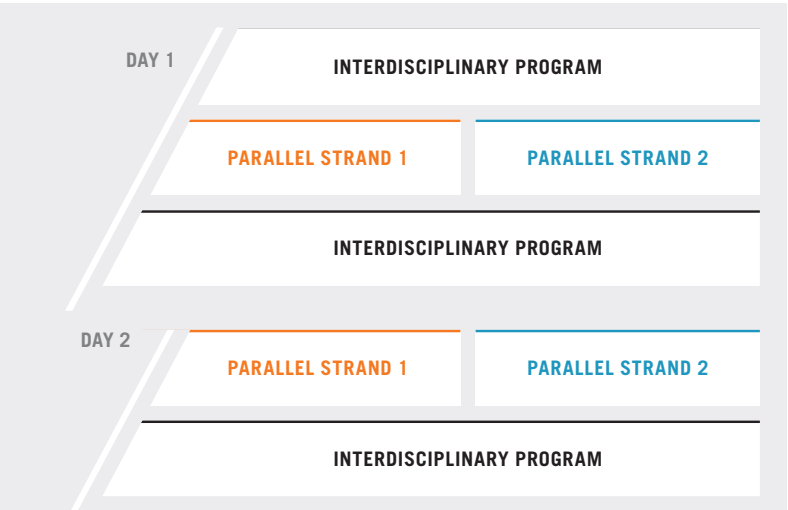 DAY 1
INTERDISCIPLINARY PROGRAM
PARALLEL STRAND 1
PARALLEL STRAND 2
INTERDISCIPLINARY PROGRAM
DAY 2
PARALLEL STRAND 1
PARALLEL STRAND 2
INTERDISCIPLINARY PROGRAM